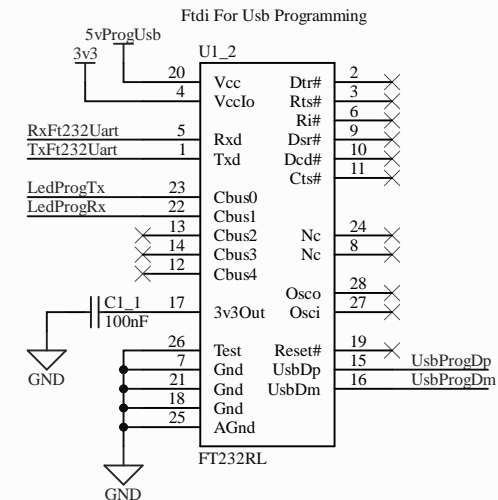 Ftdi For Usb Programming
5vProgUsb
3v3
U1_2
20 Vcc Dtr# 2
4 VccIo Rts# 3
Ri# 6
RxFt232Uart 5 Rxd Dsr# 9
TxFt232Uart 1 Txd Dcd# 10
Cts# 11
LedProgTx 23 Cbus0
LedProgRx 22 Cbus1
13 Cbus2 Nc 24
14 Cbus3 Nc 8
12 Cbus4
Osco 28
C1_1 17 3v3Out Osci 27
100nF
26 Test Reset# 19
7 Gnd UsbDp 15 UsbProgDp
21 Gnd UsbDm 16 UsbProgDm
18 Gnd
25 AGnd
GND
FT232RL
GND